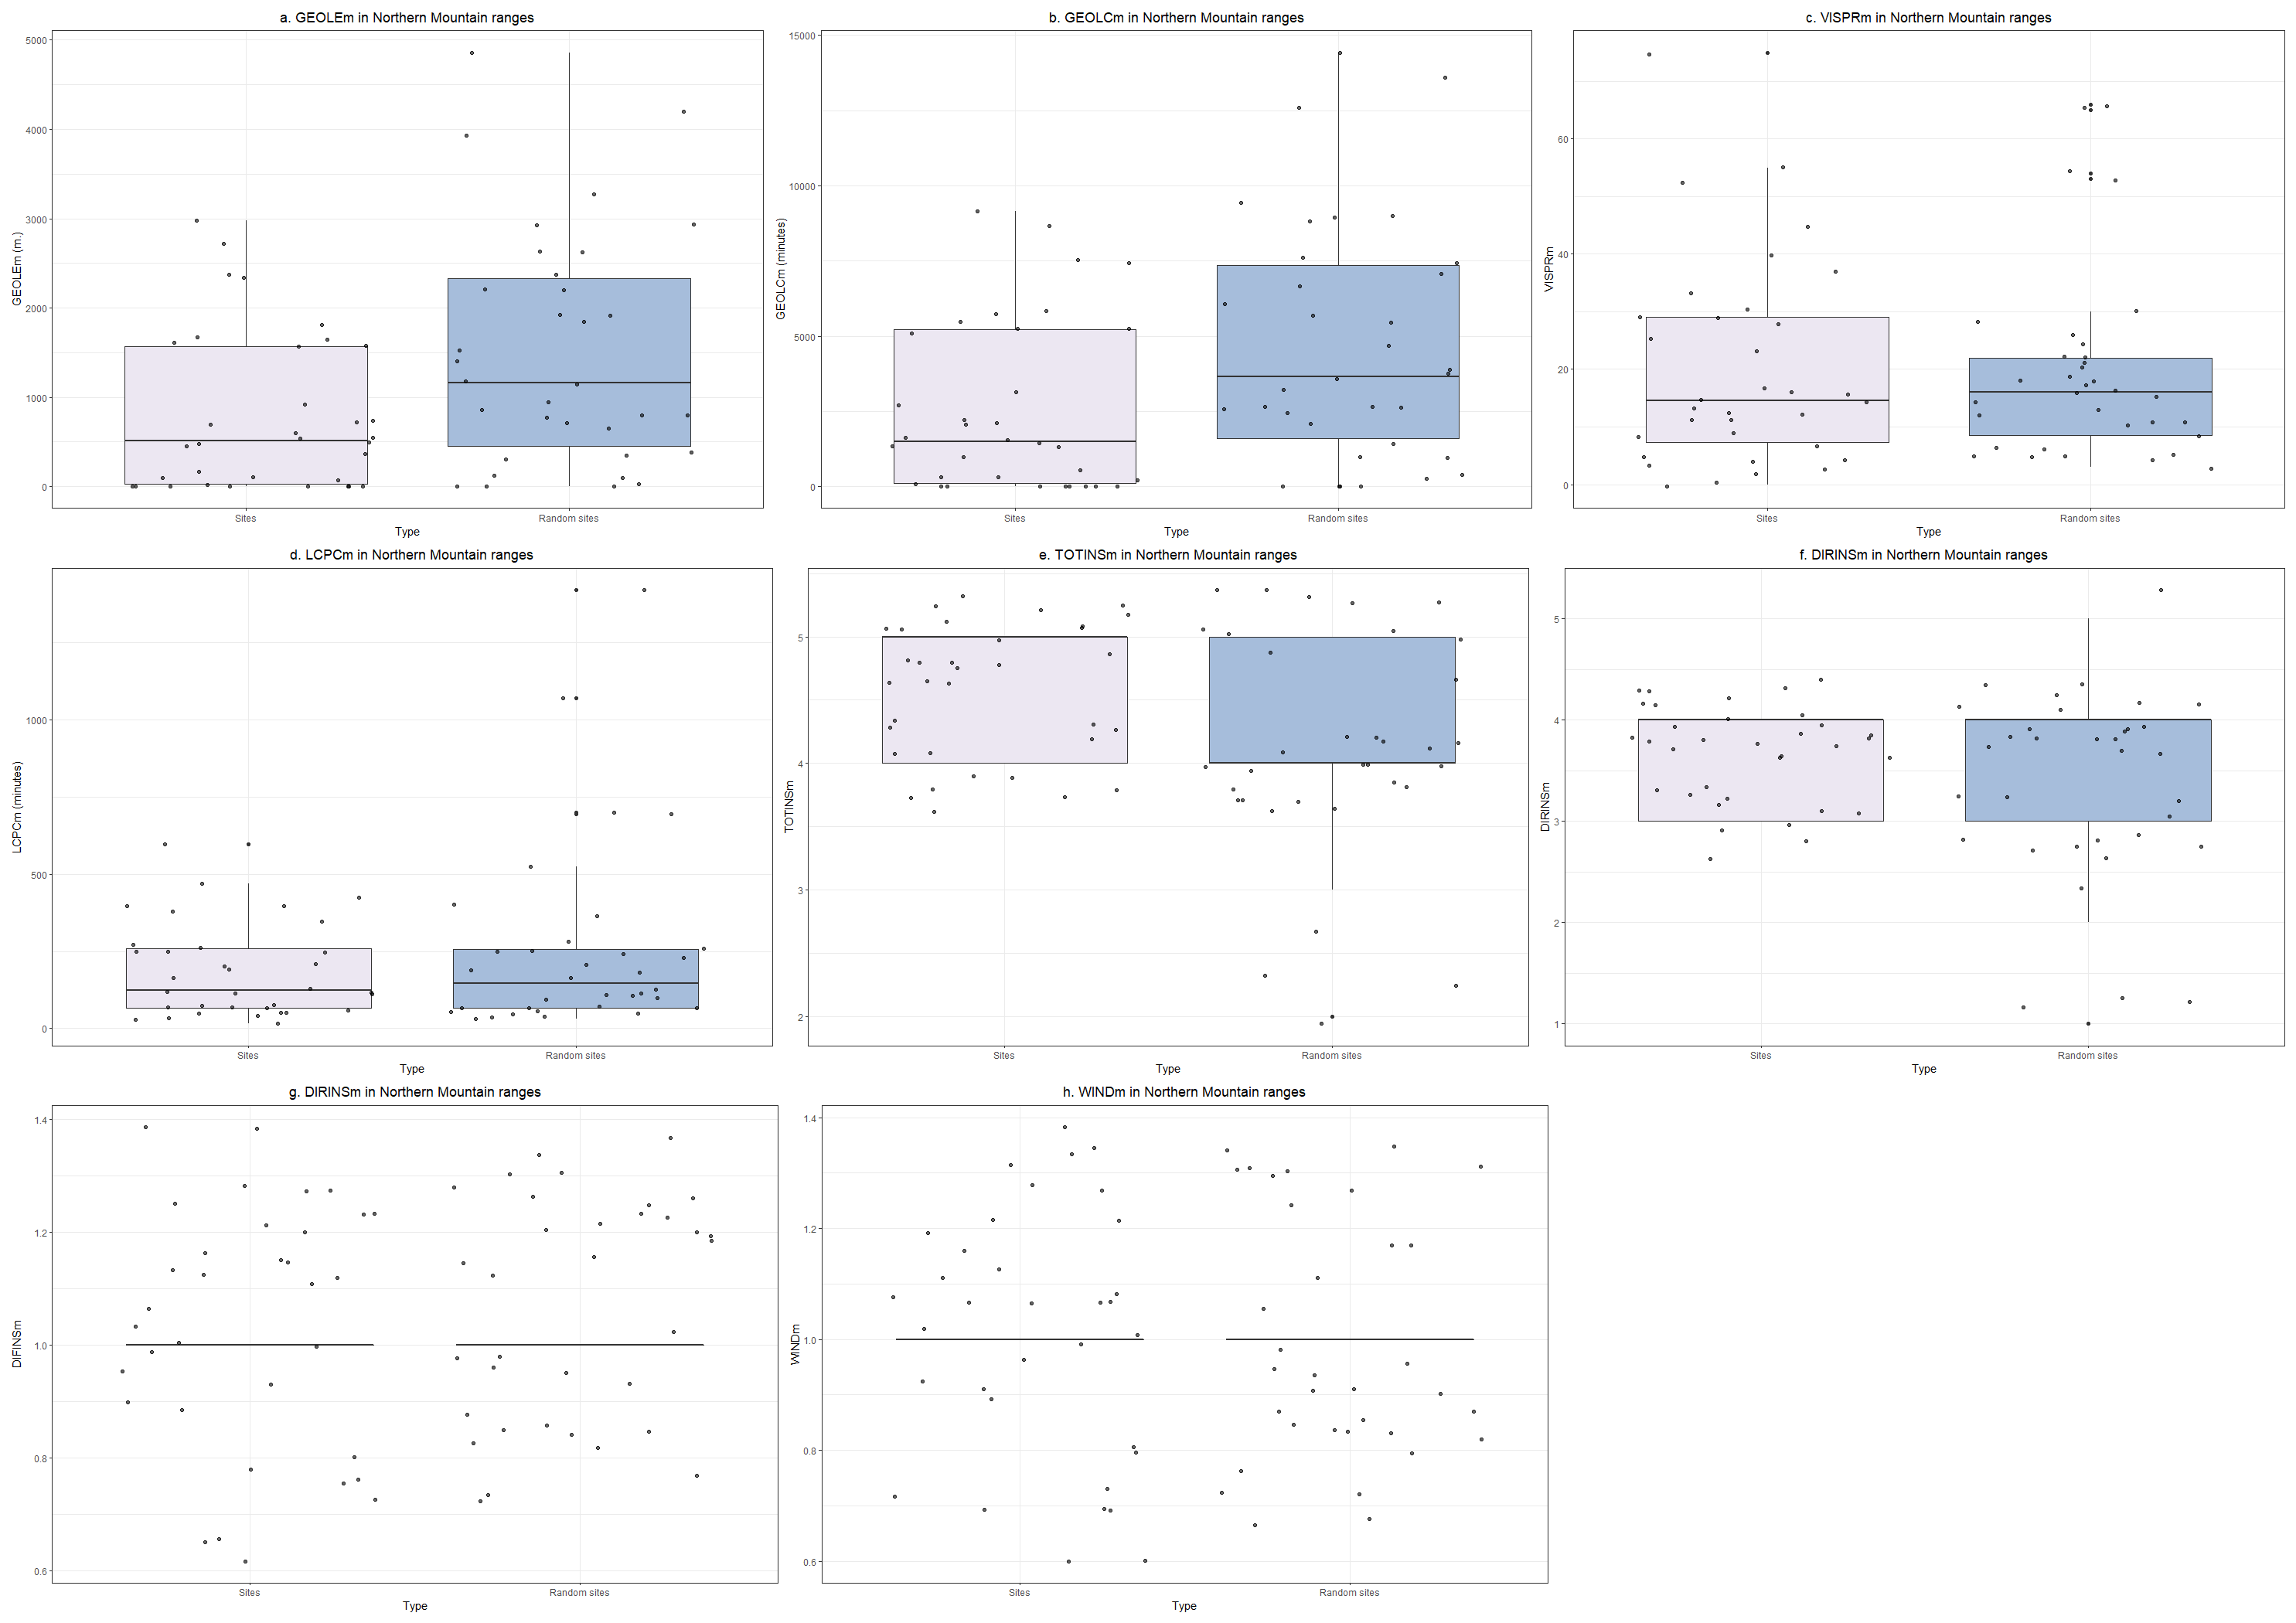 a. GEOLEm in Northern Mountain ranges
5000
4000
3000
2000
1000
0
GEOLEm (m.)
Sites
Random sites
Type
b. GEOLCm in Northern Mountain ranges
15000
10000
5000
0
GEOLCm (minutes)
Sites
Random sites
Type
c. VISPRm in Northern Mountain ranges
60
40
20
0
VISPRm
Sites
Random sites
Type
d. LCPCm in Northern Mountain ranges
1000
500
0
LCPCm (minutes)
Sites
Random sites
Type
e. TOTINSm in Northern Mountain ranges
5
4
3
2
TOTINSm
Sites
Random sites
Type
f. DIRINSm in Northern Mountain ranges
5
4
3
2
1
DIRINSm
Sites
Random sites
Type
g. DIRINSm in Northern Mountain ranges
1.4
1.2
1.0
0.8
0.6
DIFINSm
Sites
Random sites
Type
h. WINDm in Northern Mountain ranges
1.4
1.2
1.0
0.8
0.6
WINDm
Sites
Random sites
Type